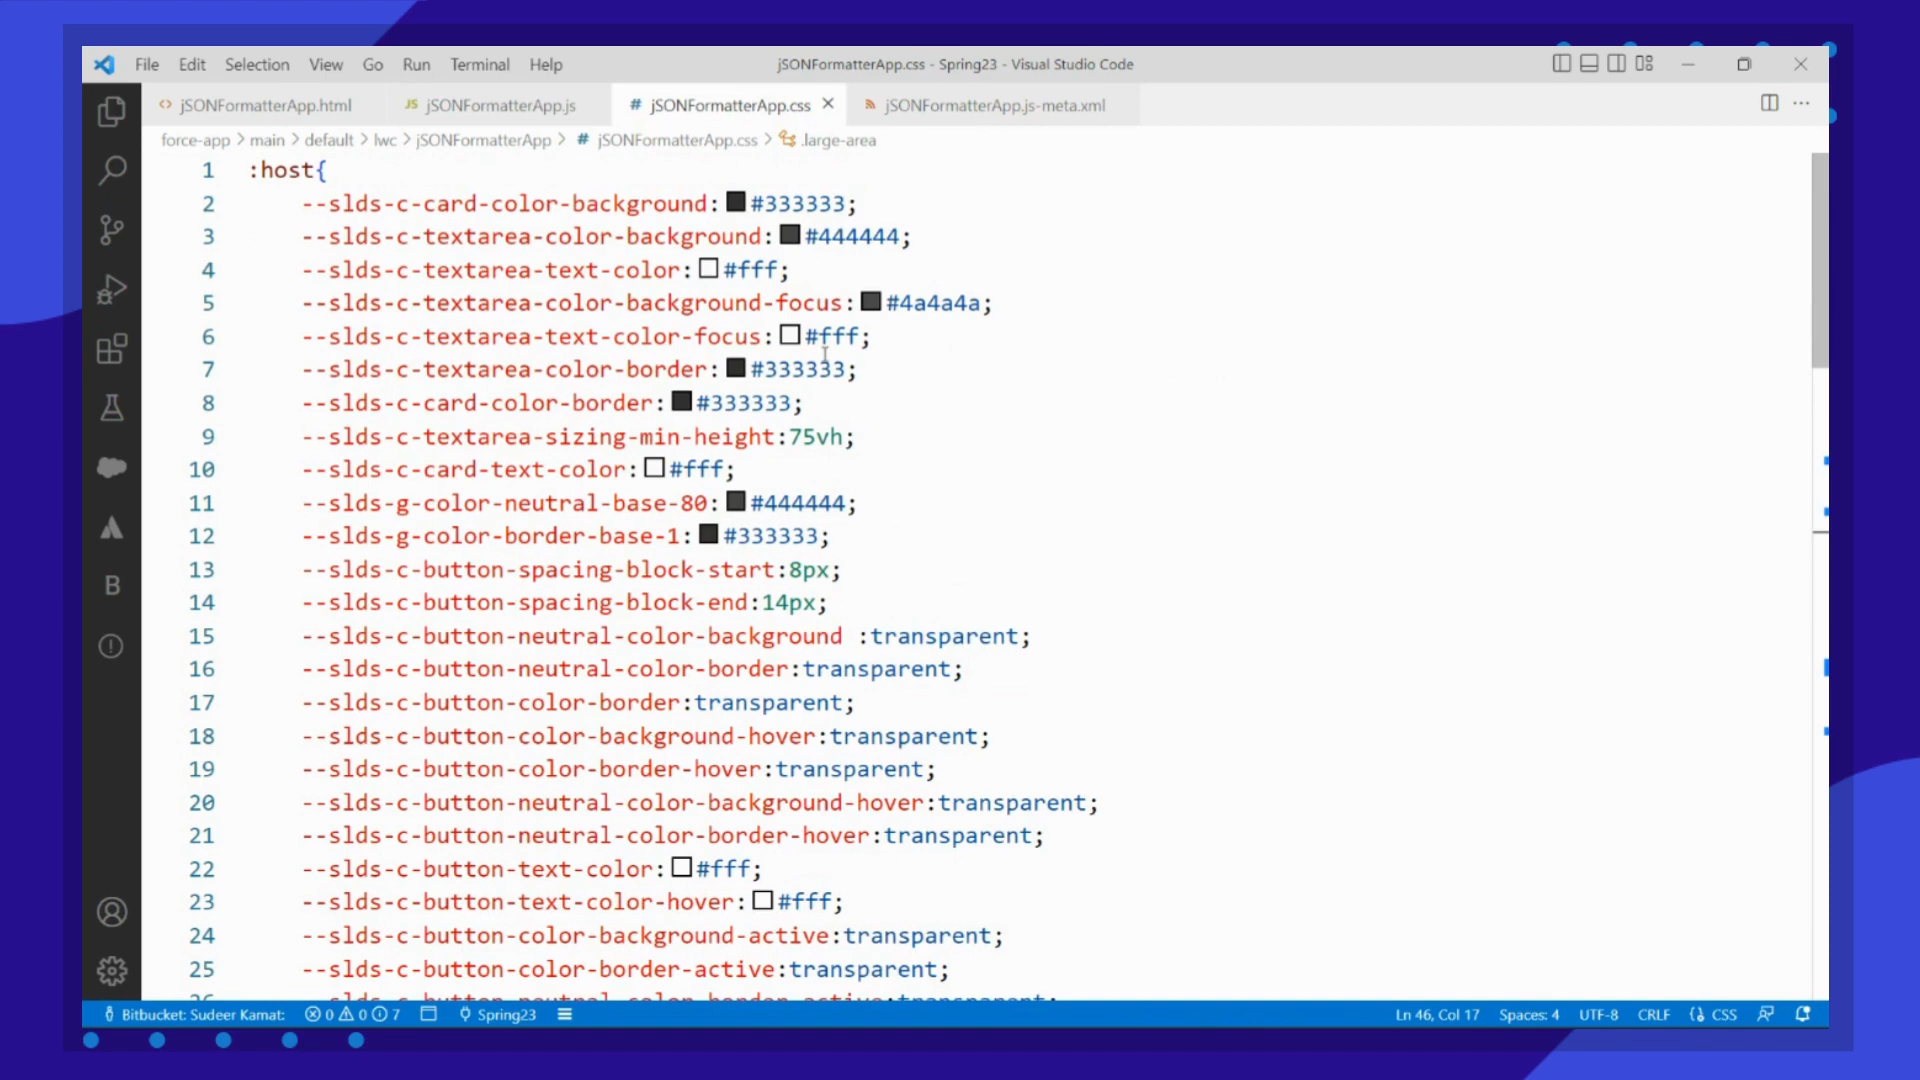 File Edit Selection View Go Run Terminal Help
jSONFormatterApp.css - Spring23 - Visual Studio Code
<> jSONFormatterApp.html
JS jSONFormatterApp.js
# jSONFormatterApp.css
jSONFormatterApp.js-meta.xml
force-app > main > default > lwc > jSONFormatterApp > # jSONFormatterApp.css > .large-area
1 :host{
2 --slds-c-card-color-background: #333333;
3 --slds-c-textarea-color-background: #444444;
4 --slds-c-textarea-text-color: #fff;
5 --slds-c-textarea-color-background-focus: #4a4a4a;
6 --slds-c-textarea-text-color-focus: #fff;
7 --slds-c-textarea-color-border: #333333;
8 --slds-c-card-color-border: #333333;
9 --slds-c-textarea-sizing-min-height:75vh;
10 --slds-c-card-text-color: #fff;
11 --slds-g-color-neutral-base-80: #444444;
12 --slds-g-color-border-base-1: #333333;
13 --slds-c-button-spacing-block-start:8px;
14 --slds-c-button-spacing-block-end:14px;
15 --slds-c-button-neutral-color-background :transparent;
16 --slds-c-button-neutral-color-border:transparent;
17 --slds-c-button-color-border:transparent;
18 --slds-c-button-color-background-hover:transparent;
19 --slds-c-button-color-border-hover:transparent;
20 --slds-c-button-neutral-color-background-hover:transparent;
21 --slds-c-button-neutral-color-border-hover:transparent;
22 --slds-c-button-text-color: #fff;
23 --slds-c-button-text-color-hover: #fff;
24 --slds-c-button-color-background-active:transparent;
25 --slds-c-button-color-border-active:transparent;
26 --slds-c-button-neutral-color-border-active:transparent;
B
Bitbucket: Sudeer Kamat: 0 0 7 Spring23
Ln 46, Col 17 Spaces: 4 UTF-8 CRLF CSS